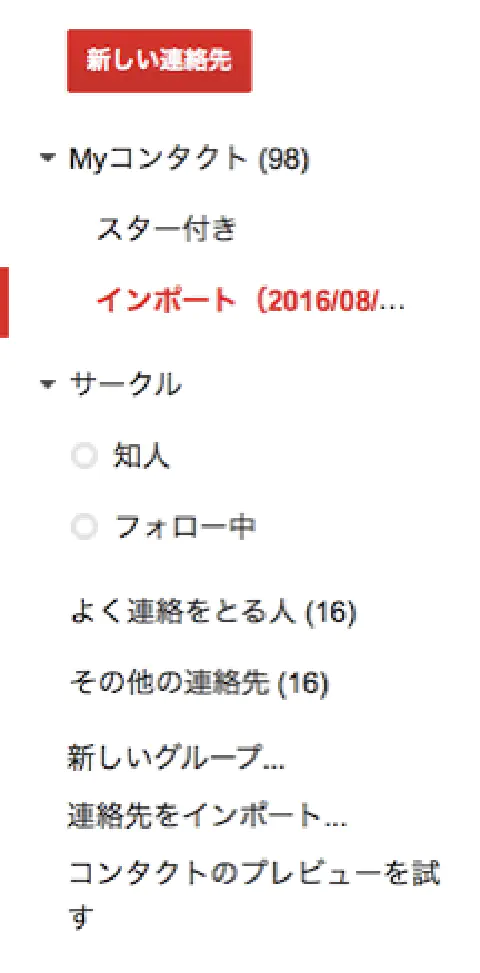 新しい連絡先
Myコンタクト (98)
スター付き
インポート（2016/08/...
サークル
知人
フォロー中
よく連絡をとる人 (16)
その他の連絡先 (16)
新しいグループ...
連絡先をインポート...
コンタクトのプレビューを試
す